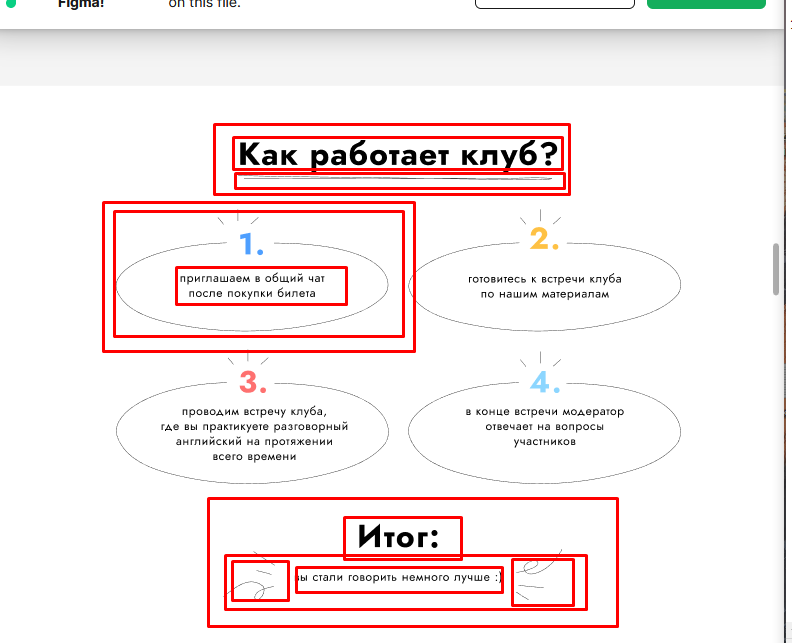 Figma!
on this file.
Как работает клуб?
1.
приглашаем в общий чат
после покупки билета
2.
готовитесь к встречи клуба
по нашим материалам
3.
проводим встречу клуба,
где вы практикуете разговорный
английский на протяжении
всего времени
4.
в конце встречи модератор
отвечает на вопросы
участников
Итог:
вы стали говорить немного лучше :)